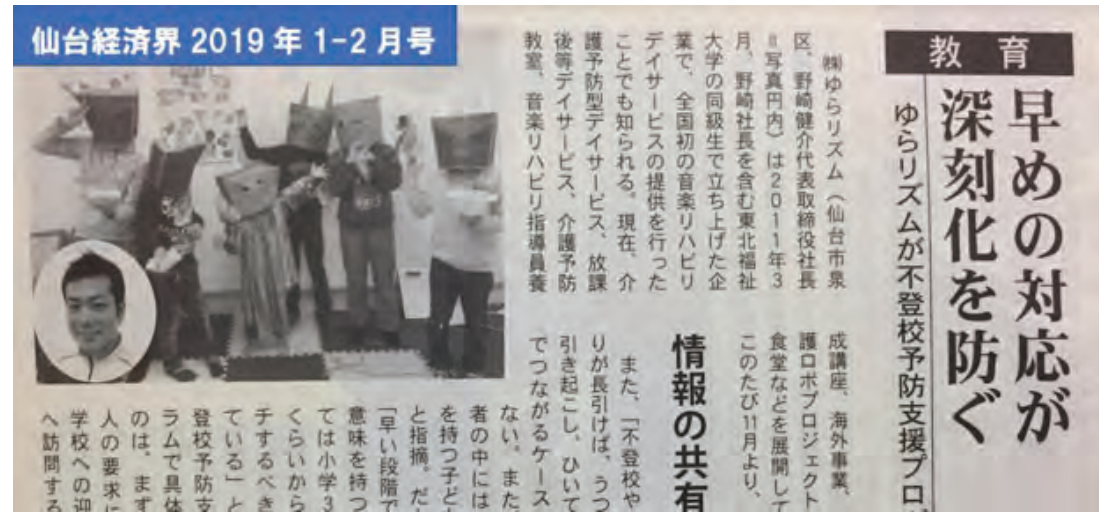 仙台経済界 2019 年 1-2 月号
教育
早めの対応が
深刻化を防ぐ
ゆらリズムが不登校予防支援プロ
㈱ゆらリズム(仙台市泉
区、野崎健介代表取締役社長
=写真円内)は2011年3
月、野崎社長を含む東北福祉
大学の同級生で立ち上げた企
業で、全国初の音楽リハビリ
デイサービスの提供を行った
ことでも知られる。現在、介
護予防型デイサービス、放課
後等デイサービス、介護予防
教室、音楽リハビリ指導員養
成講座、海外事業、
護ロボプロジェクト
食堂などを展開して
このたび11月より、
情報の共有
また、「不登校や
りが長引けば、うつ
引き起こし、ひいて
でつながるケース
ない。また
者の中には
を持つ子ど
と指摘。だ
「早い段階で
意味を持つ
ては小学3
くらいから
チするべき
ている」と
登校予防支
ラムで具体
のは、まず
人の要求に
学校への迎
へ訪問する